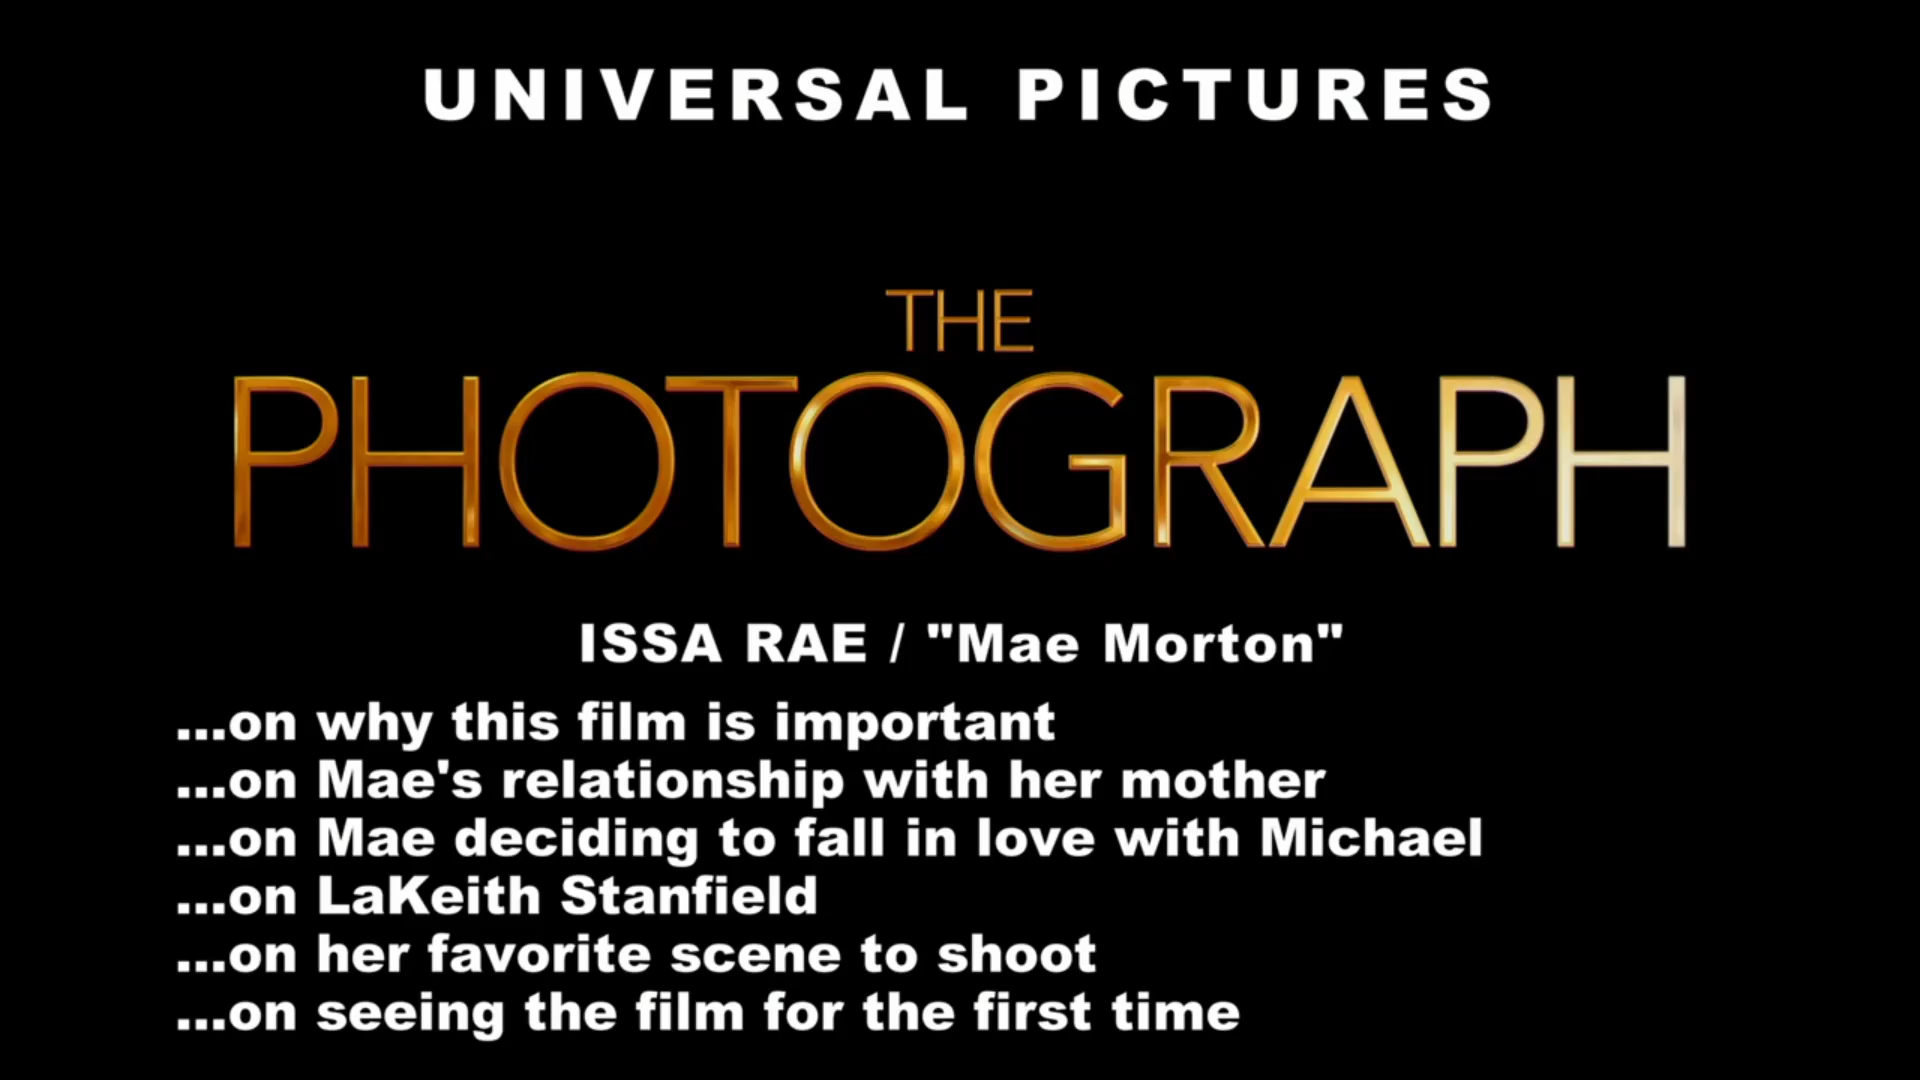 UNIVERSAL PICTURES
THE
PHOTOGRAPH
ISSA RAE / "Mae Morton"
...on why this film is important
...on Mae's relationship with her mother
...on Mae deciding to fall in love with Michael
...on LaKeith Stanfield
...on her favorite scene to shoot
...on seeing the film for the first time